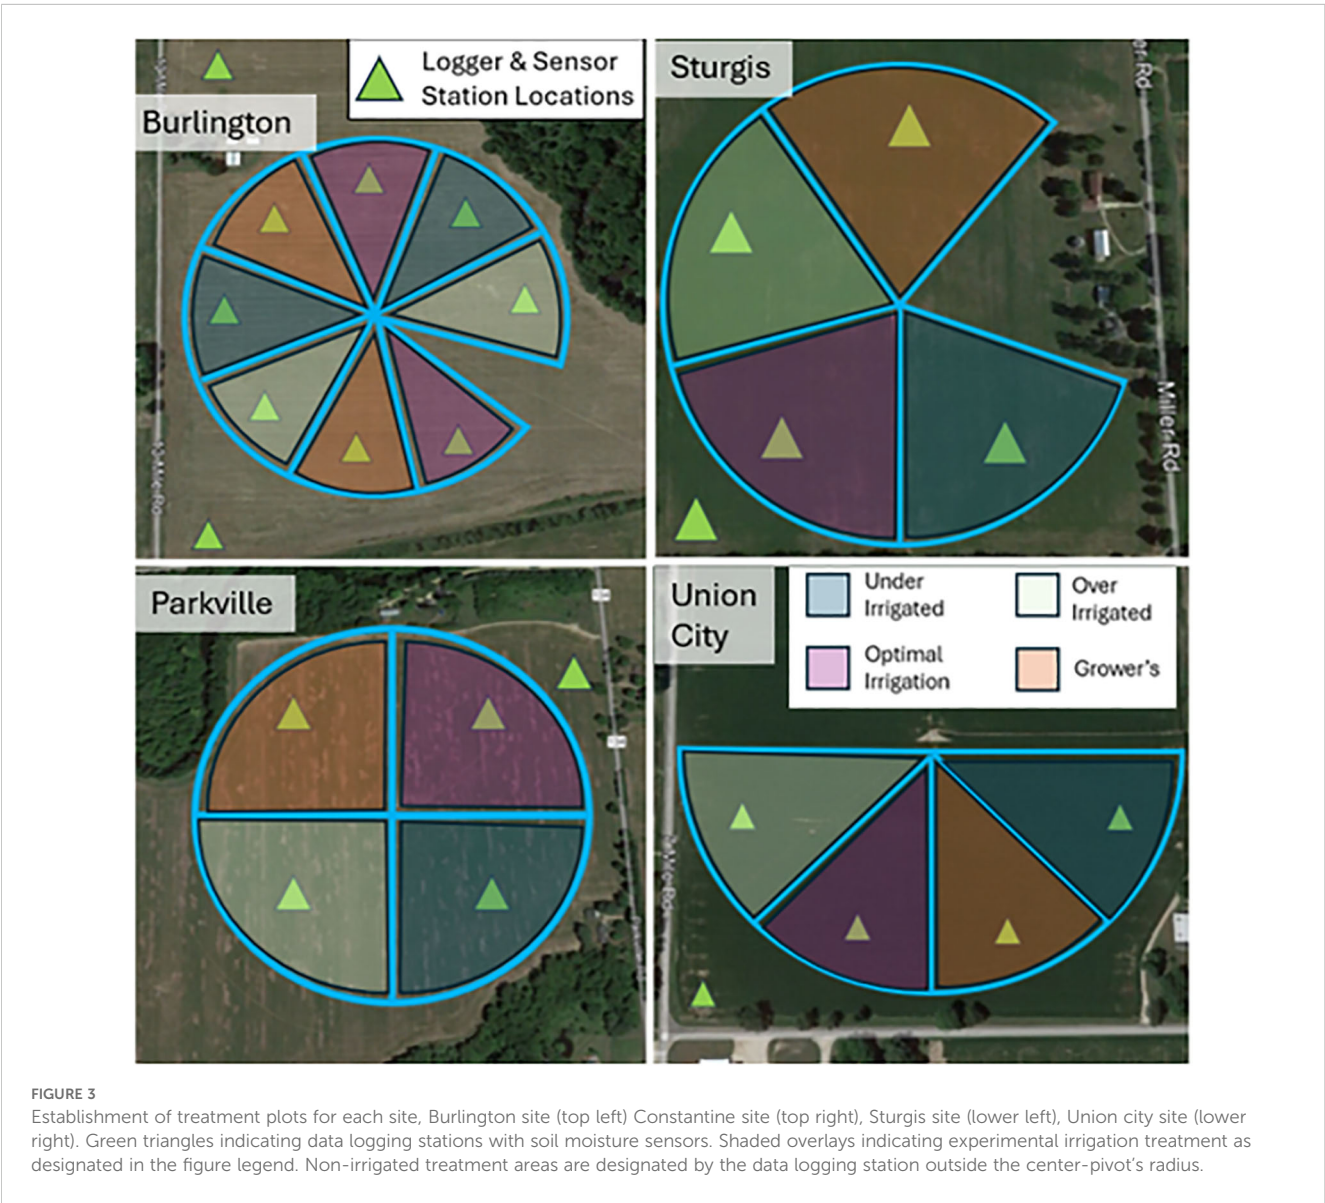 Logger & Sensor
Station Locations
Burlington
Sturgis
er Rd
Miller Rd
Parkville
Union
City
Under
Irrigated
Over
Irrigated
Optimal
Irrigation
Grower's
FIGURE 3
Establishment of treatment plots for each site, Burlington site (top left) Constantine site (top right), Sturgis site (lower left), Union city site (lower
right). Green triangles indicating data logging stations with soil moisture sensors. Shaded overlays indicating experimental irrigation treatment as
designated in the figure legend. Non-irrigated treatment areas are designated by the data logging station outside the center-pivot's radius.